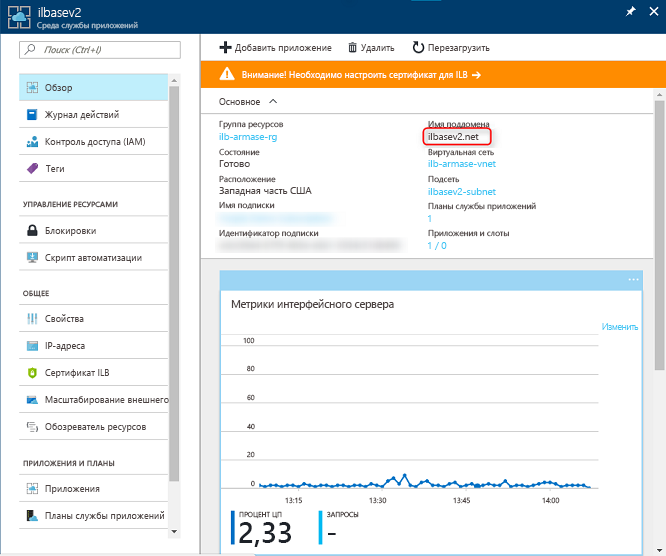 ilbasev2
Среда службы приложений
Поиск (Ctrl+/)
Обзор
Журнал действий
Контроль доступа (IAM)
Теги
УПРАВЛЕНИЕ РЕСУРСАМИ
Блокировки
Скрипт автоматизации
ОБЩЕЕ
Свойства
IP-адреса
Сертификат ILB
Масштабирование внешнего
Обозреватель ресурсов
ПРИЛОЖЕНИЯ И ПЛАНЫ
Приложения
Планы службы приложений
Добавить приложение
Удалить
Перезагрузить
Внимание! Необходимо настроить сертификат для ILB →
Основное
Группа ресурсов
ilb-armase-rg
Состояние
Готово
Расположение
Западная часть США
Имя подписки
Идентификатор подписки
Имя поддомена
ilbasev2.net
Виртуальная сеть
ilb-armase-vnet
Подсеть
ilbasev2-subnet
Планы службы приложений
1
Приложения и слоты
1 / 0
...
Метрики интерфейсного сервера
Изменить
100
80
60
40
20
0
13:15
13:30
13:45
14:00
ПРОЦЕНТ ЦП
2,33
ЗАПРОСЫ
-